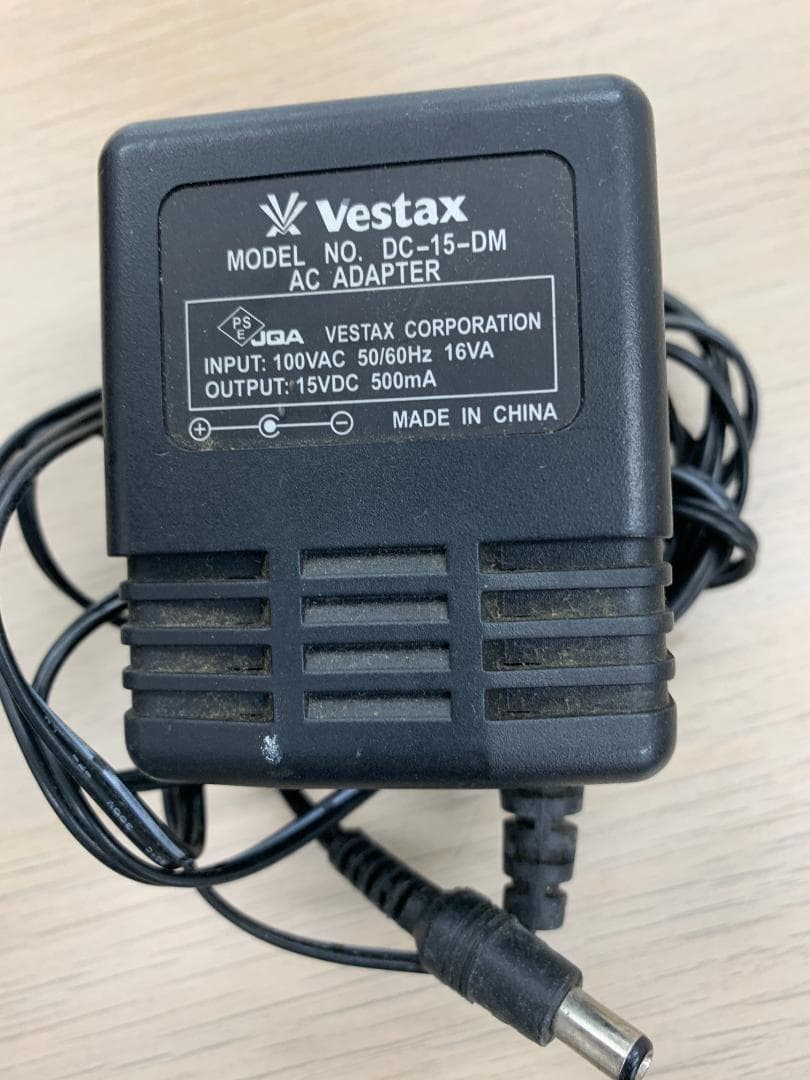 Vestax
MODEL NO. DC-15-DM
AC ADAPTER
PS
E
JQA VESTAX CORPORATION
INPUT: 100VAC 50/60Hz 16VA
OUTPUT: 15VDC 500mA
+ − MADE IN CHINA